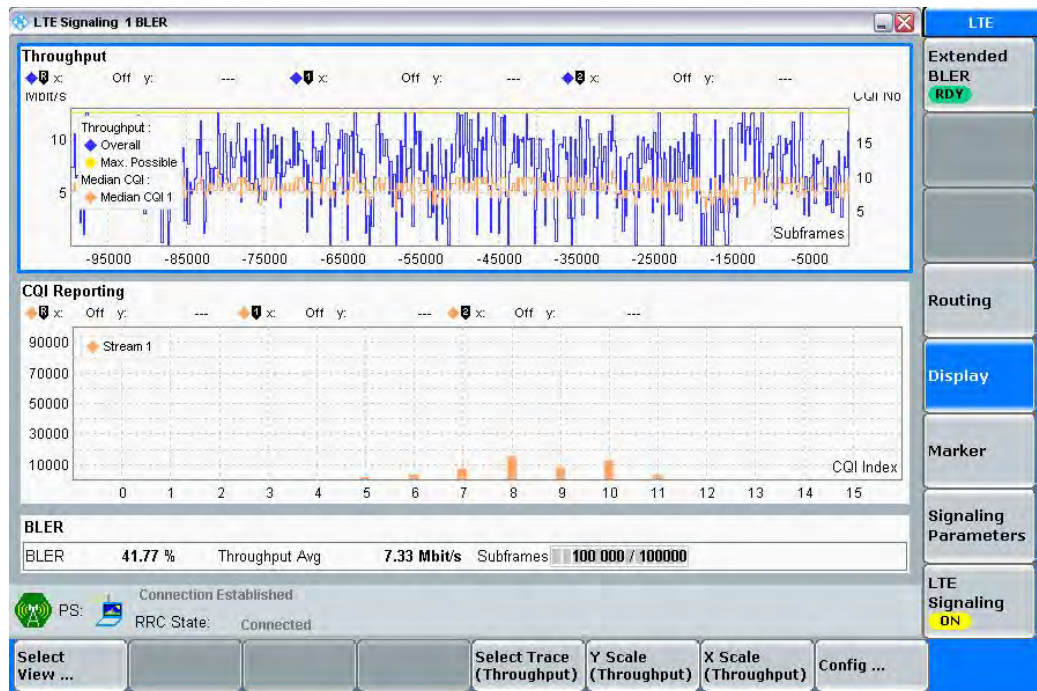 LTE Signaling 1 BLER
LTE
Throughput
R x: Off y: --- 1 x: Off y: --- 2 x: Off y: ---
Mbit/s
CQI No
Throughput :
Overall
Max. Possible
Median CQI :
Median CQI 1
10
5
15
10
5
Subframes
-95000 -85000 -75000 -65000 -55000 -45000 -35000 -25000 -15000 -5000
CQI Reporting
R x: Off y: --- 1 x: Off y: --- 2 x: Off y: ---
90000
Stream 1
70000
50000
30000
10000
CQI Index
0 1 2 3 4 5 6 7 8 9 10 11 12 13 14 15
BLER
BLER 41.77 % Throughput Avg 7.33 Mbit/s Subframes 100 000 / 100000
PS:
Connection Established
RRC State: Connected
Extended
BLER
RDY
Routing
Display
Marker
Signaling
Parameters
LTE
Signaling
ON
Select
View ...
Select Trace
(Throughput)
Y Scale
(Throughput)
X Scale
(Throughput)
Config ...